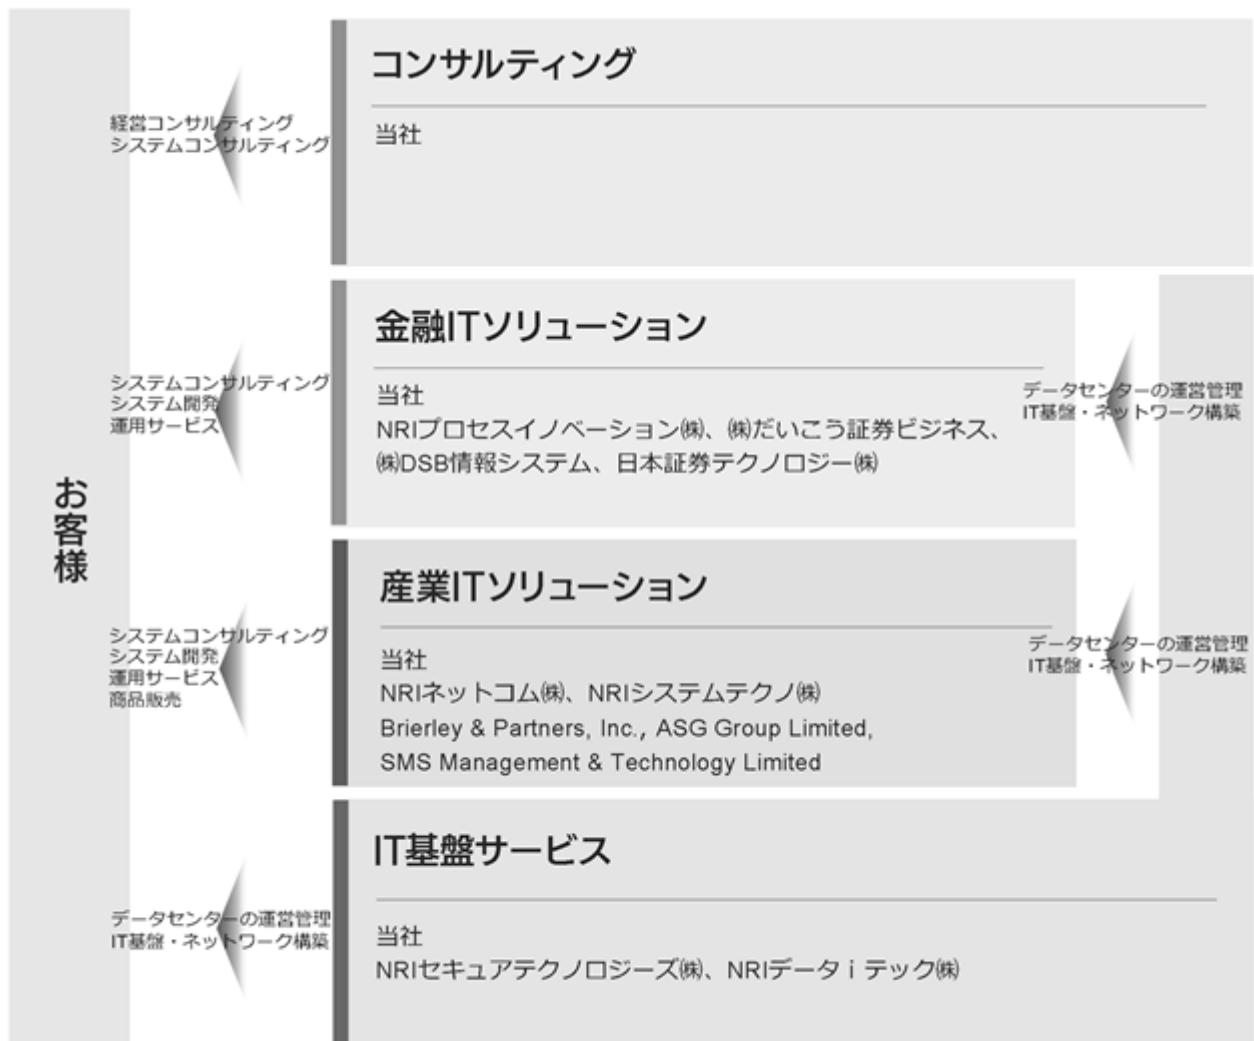 お客様
経営コンサルティング
システムコンサルティング
コンサルティング
当社
システムコンサルティング
システム開発
運用サービス
金融ITソリューション
当社
NRIプロセスイノベーション㈱、㈱だいこう証券ビジネス、
㈱DSB情報システム、日本証券テクノロジー㈱
データセンターの運営管理
IT基盤・ネットワーク構築
システムコンサルティング
システム開発
運用サービス
商品販売
産業ITソリューション
当社
NRIネットコム㈱、NRIシステムテクノ㈱
Brierley & Partners, Inc., ASG Group Limited,
SMS Management & Technology Limited
データセンターの運営管理
IT基盤・ネットワーク構築
データセンターの運営管理
IT基盤・ネットワーク構築
IT基盤サービス
当社
NRIセキュアテクノロジーズ㈱、NRIデータｉテック㈱